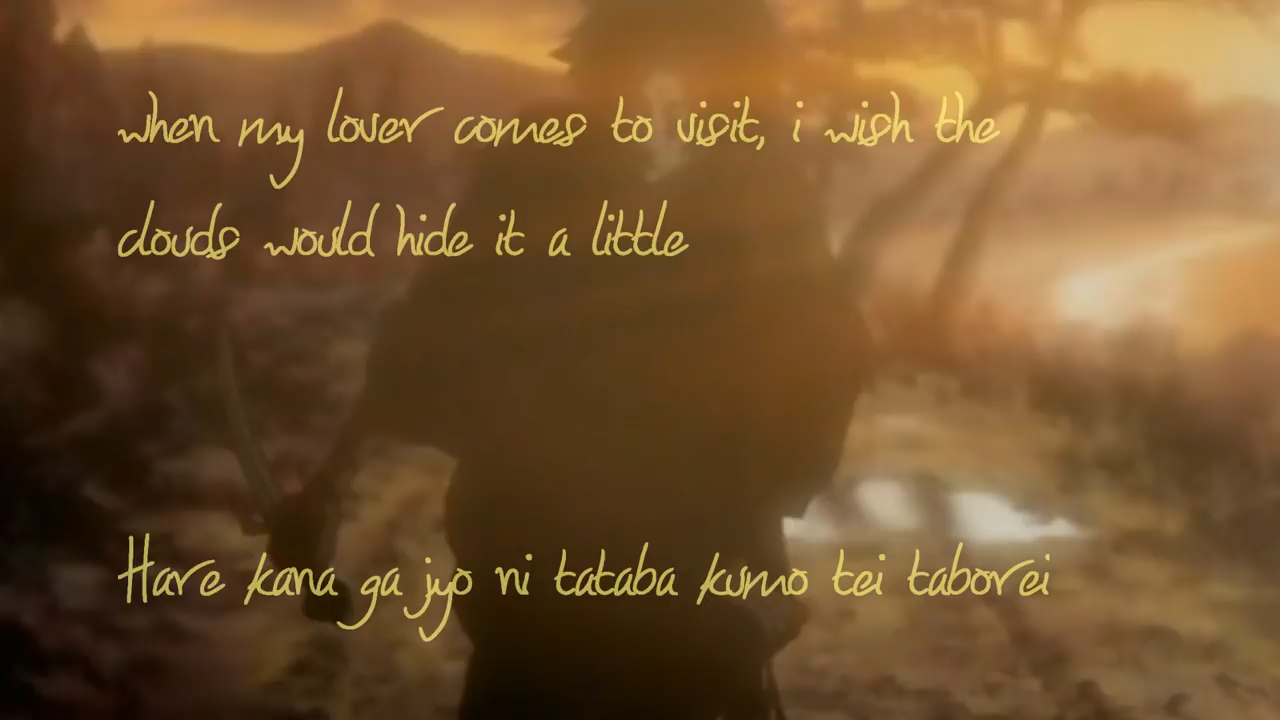 when my lover comes to visit, i wish the
clouds would hide it a little
Hare kana ga jyo ni tataba kumo tei taborei